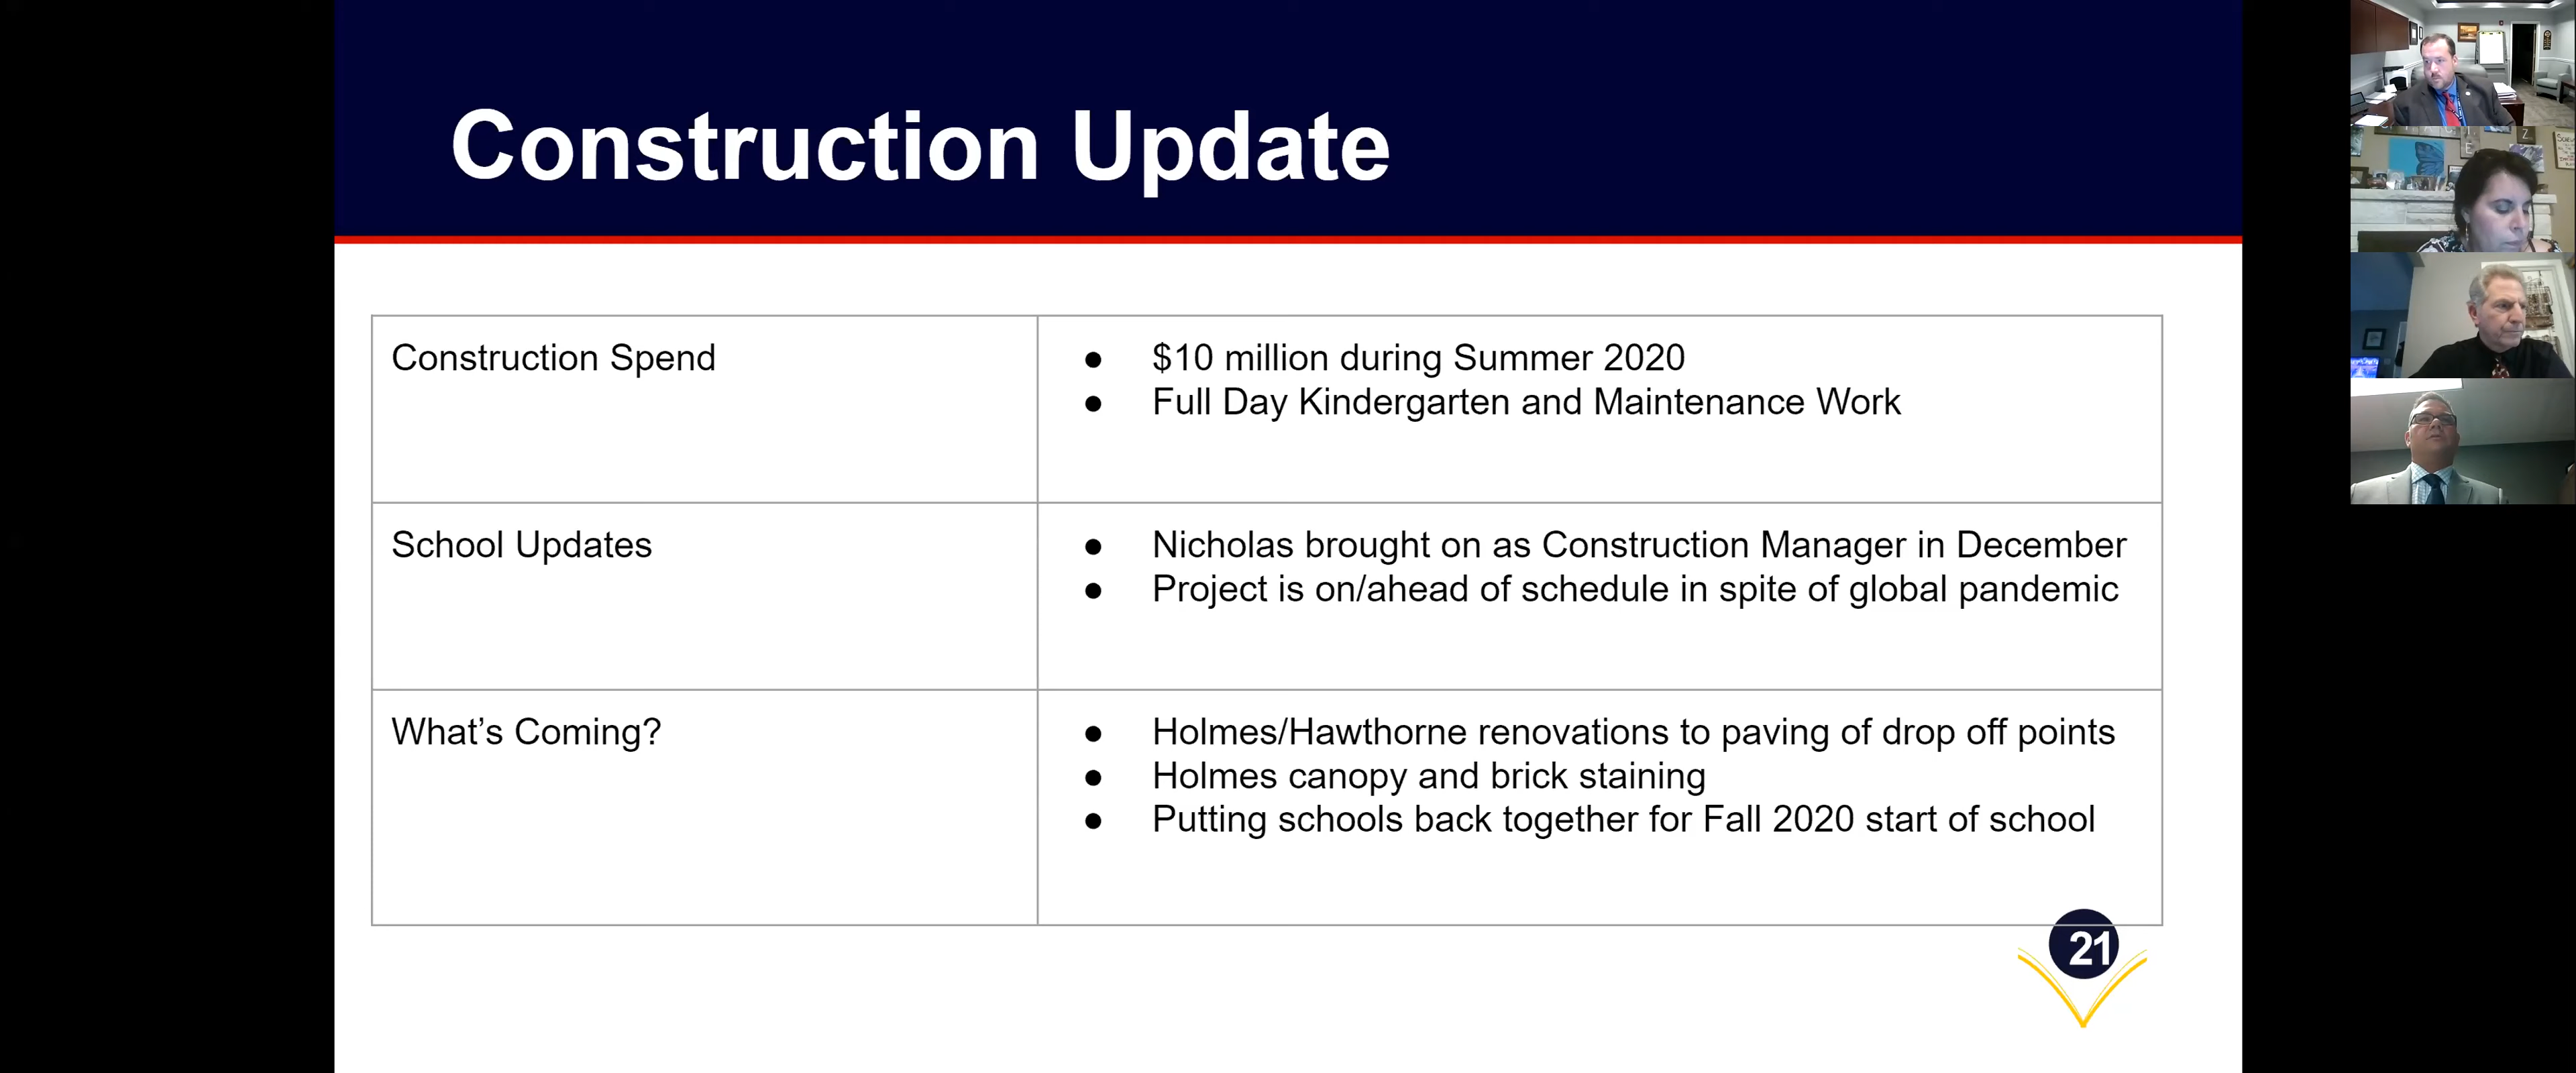 Construction Update
Construction Spend
● $10 million during Summer 2020
● Full Day Kindergarten and Maintenance Work
School Updates
● Nicholas brought on as Construction Manager in December
● Project is on/ahead of schedule in spite of global pandemic
What's Coming?
● Holmes/Hawthorne renovations to paving of drop off points
● Holmes canopy and brick staining
● Putting schools back together for Fall 2020 start of school
21